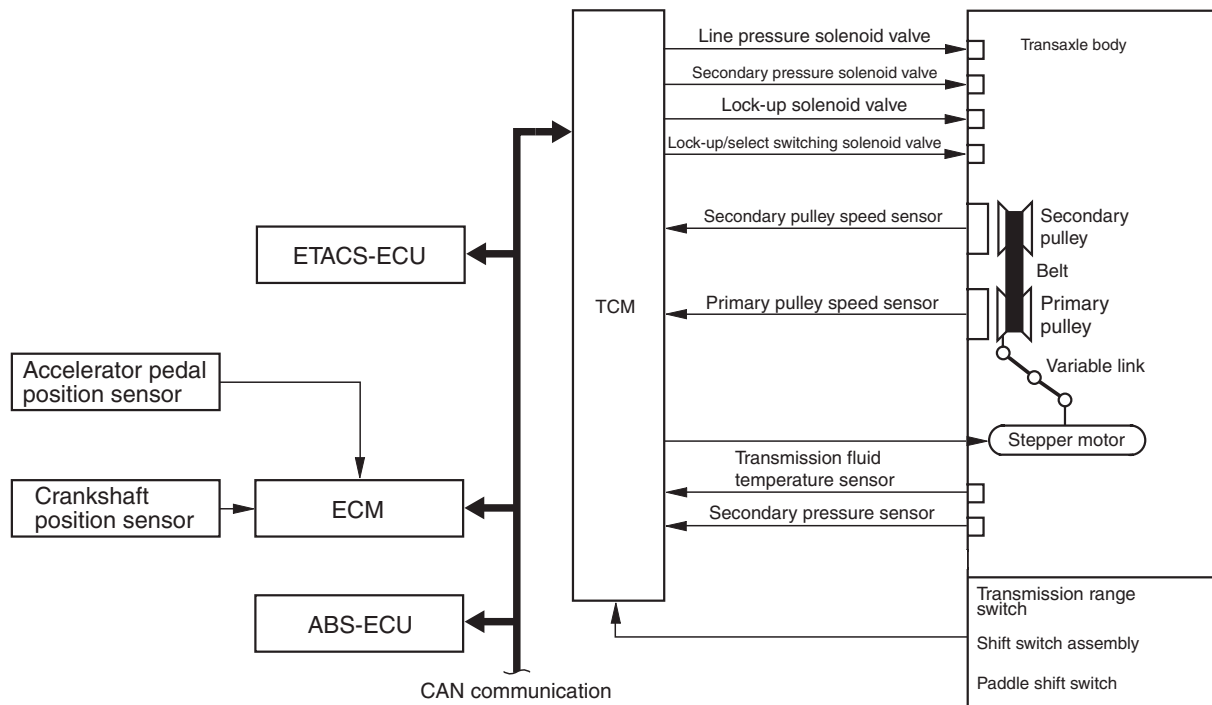 Line pressure solenoid valve
Transaxle body
Secondary pressure solenoid valve
Lock-up solenoid valve
Lock-up/select switching solenoid valve
Secondary pulley speed sensor
Secondary
pulley
ETACS-ECU
Belt
TCM
Primary pulley speed sensor
Primary
pulley
Accelerator pedal
position sensor
Variable link
Stepper motor
Transmission fluid
temperature sensor
Crankshaft
position sensor
ECM
Secondary pressure sensor
Transmission range
switch
ABS-ECU
Shift switch assembly
CAN communication
Paddle shift switch